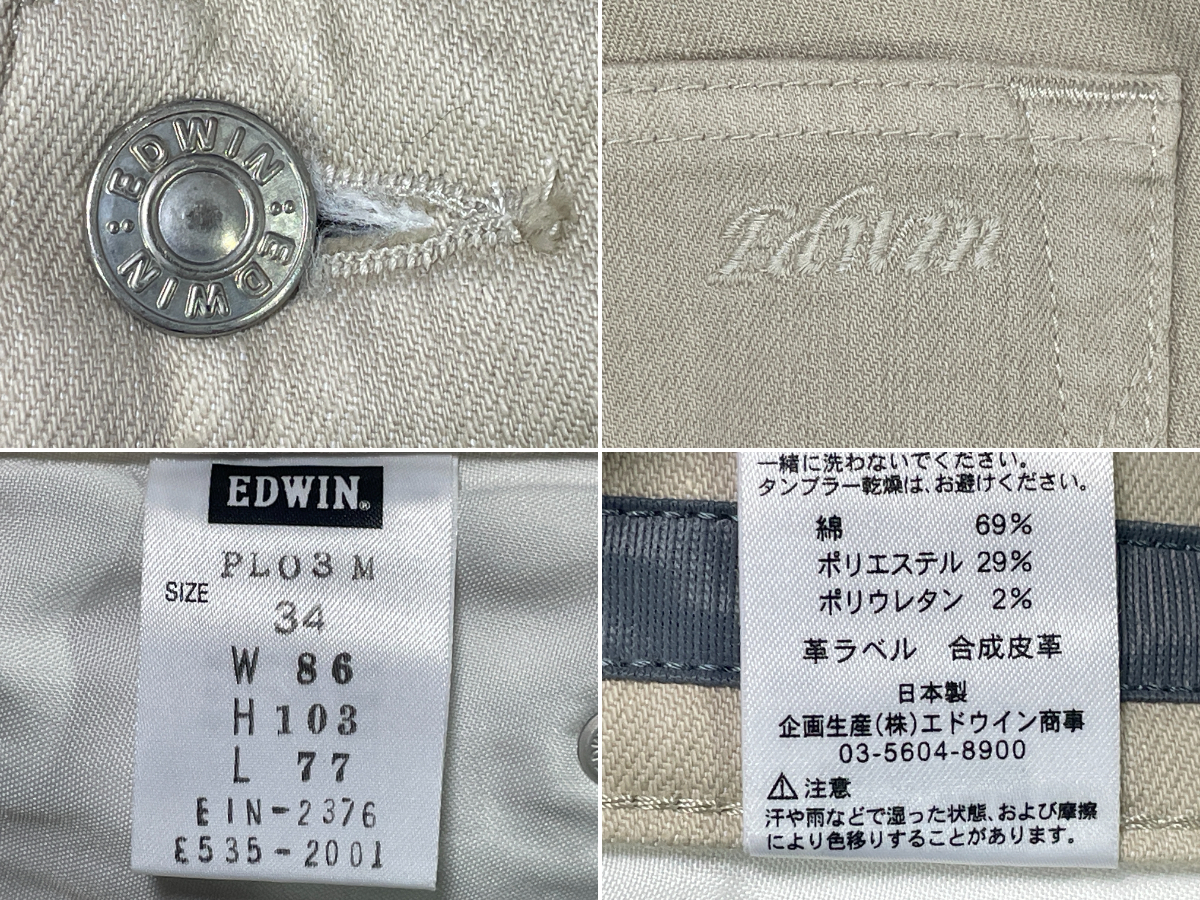 EDWIN : EDWIN :
Edwin
EDWIN®
PL03M
SIZE
34
W 86
H 103
L 77
EIN-2376
E535-2001
一緒に洗わないでください。
タンブラー乾燥は、お避けください。
綿 69%
ポリエステル 29%
ポリウレタン 2%
革ラベル 合成皮革
日本製
企画生産(株)エドウイン商事
03-5604-8900
⚠注意
汗や雨などで湿った状態、および摩擦
により色移りすることがあります。